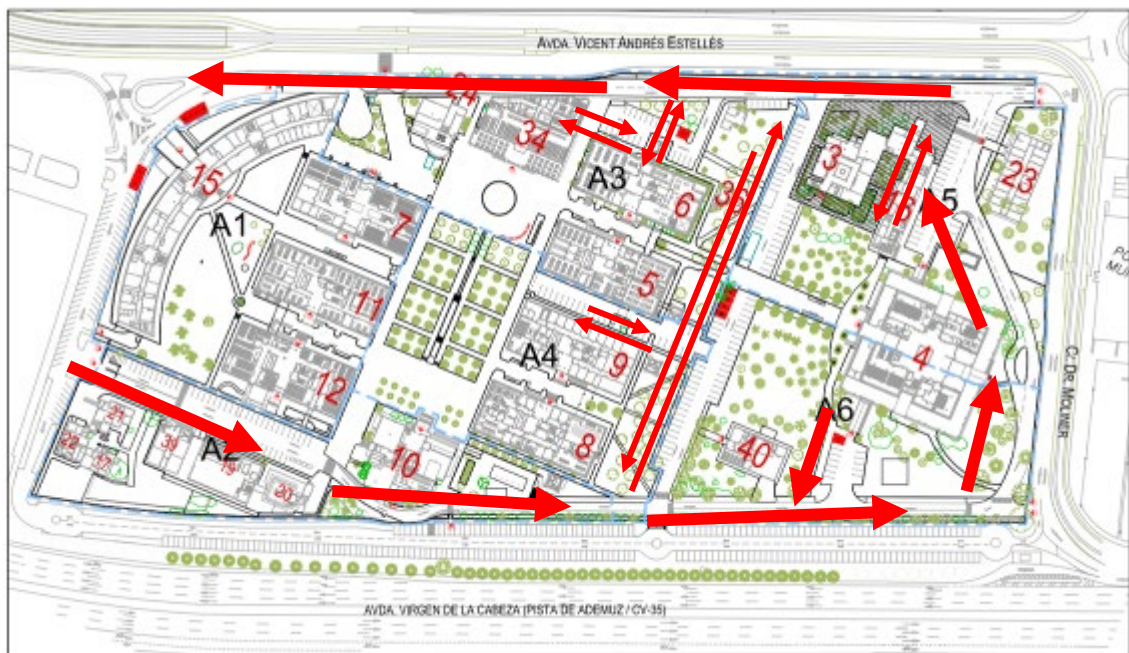 AVDA. VICENT ANDRÉS ESTELLÉS
24
34
3
23
15
A3
6
A5
A1
7
5
11
4
C. DR. MOLINER
A4
9
12
A6
21
22
17
39
A2
19
20
10
8
40
AVDA. VIRGEN DE LA CABEZA (PISTA DE ADEMUZ / CV-35)